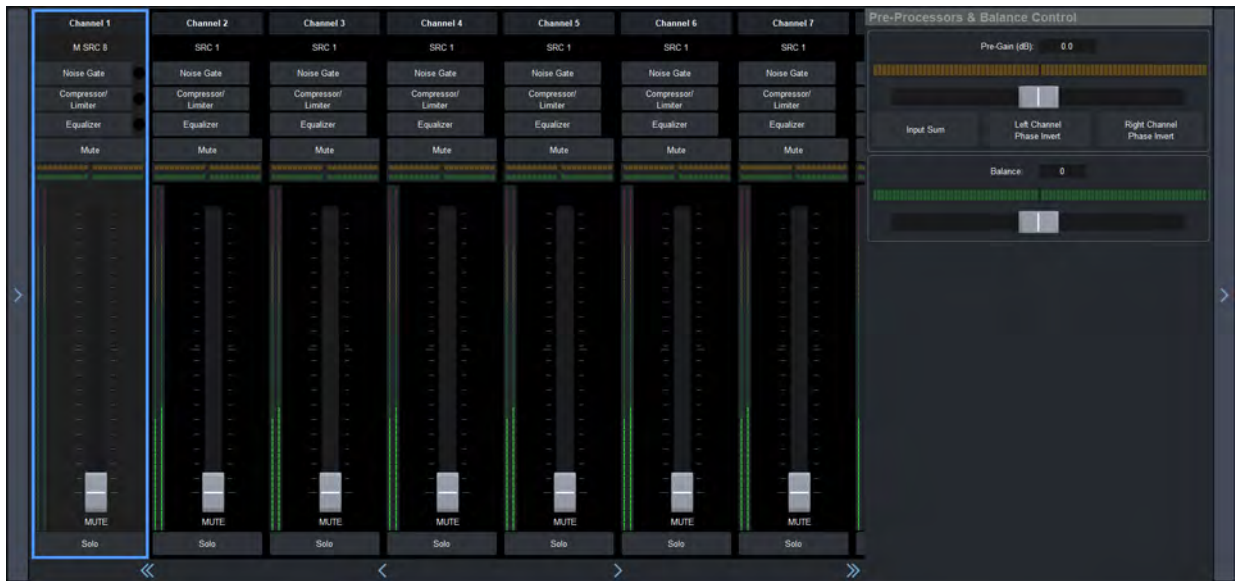 Channel 1 Channel 2 Channel 3 Channel 4 Channel 5 Channel 6 Channel 7
M SRC 8 SRC 1 SRC 1 SRC 1 SRC 1 SRC 1 SRC 1
Noise Gate Noise Gate Noise Gate Noise Gate Noise Gate Noise Gate Noise Gate
Compressor/ Compressor/ Compressor/ Compressor/ Compressor/ Compressor/ Compressor/
Limiter Limiter Limiter Limiter Limiter Limiter Limiter
Equalizer Equalizer Equalizer Equalizer Equalizer Equalizer Equalizer
Mute Mute Mute Mute Mute Mute Mute
MUTE MUTE MUTE MUTE MUTE MUTE MUTE
Solo Solo Solo Solo Solo Solo Solo
Pre-Processors & Balance Control
Pre-Gain (dB): 0.0
Input Sum
Left Channel
Phase Invert
Right Channel
Phase Invert
Balance: 0